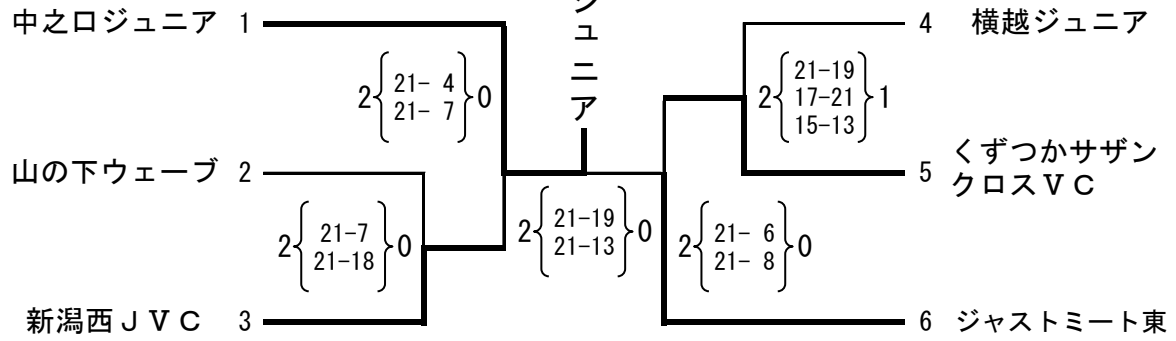 ジュニア
中之口ジュニア 1
4 横越ジュニア
2 21- 4 0
21- 7
2 21-19 1
17-21
15-13
山の下ウェーブ 2
5 くずつかサザン
クロスＶＣ
2 21-7 0
21-18
2 21-19 0
21-13
2 21- 6 0
21- 8
新潟西ＪＶＣ 3
6 ジャストミート東